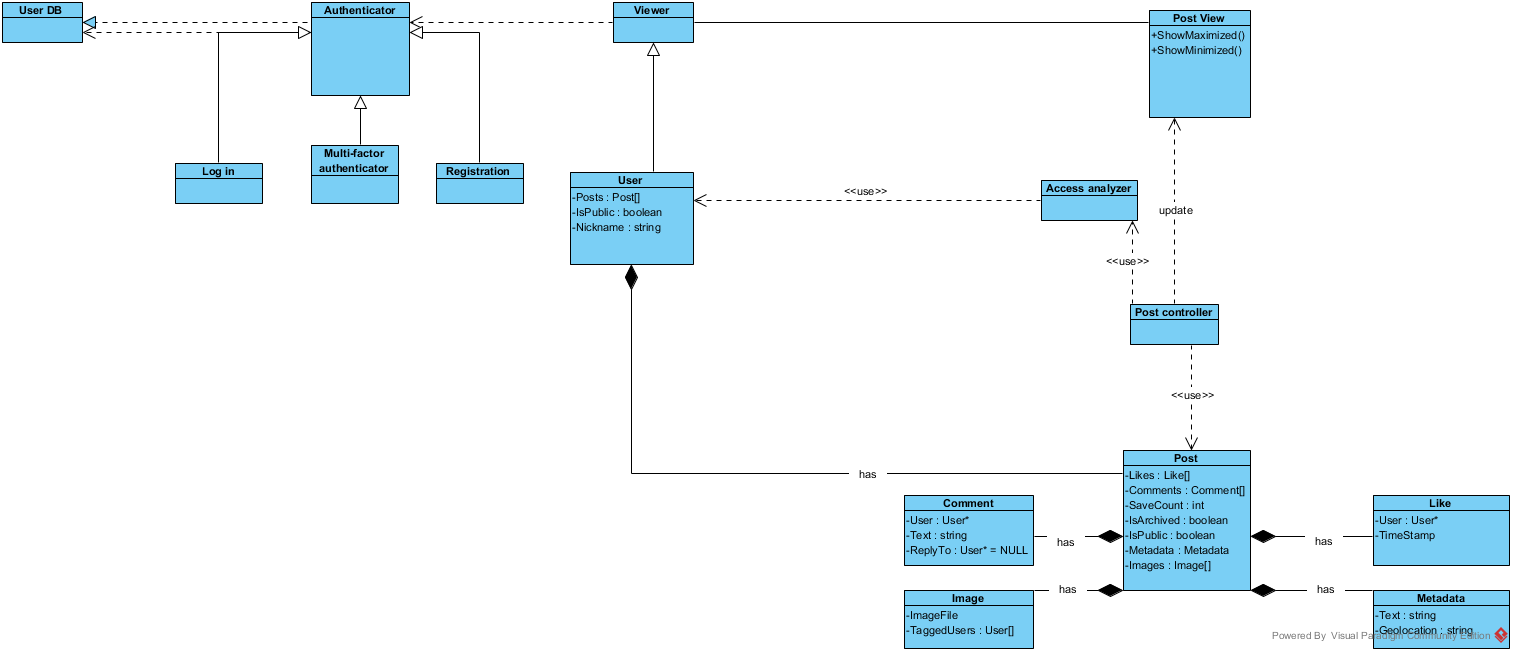 User DB
Authenticator
Viewer
Post View
+ShowMaximized()
+ShowMinimized()
Multi-factor
authenticator
Log in
Registration
User
-Posts : Post[]
-IsPublic : boolean
-Nickname : string
<<use>>
Access analyzer
update
<<use>>
Post controller
<<use>>
has
Post
-Likes : Like[]
-Comments : Comment[]
-SaveCount : int
-IsArchived : boolean
-IsPublic : boolean
-Metadata : Metadata
-Images : Image[]
Comment
-User : User*
-Text : string
-ReplyTo : User* = NULL
has
has
Like
-User : User*
-TimeStamp
has
has
Image
-ImageFile
-TaggedUsers : User[]
Metadata
-Text : string
-Geolocation : string
Powered By Visual Paradigm Community Edition